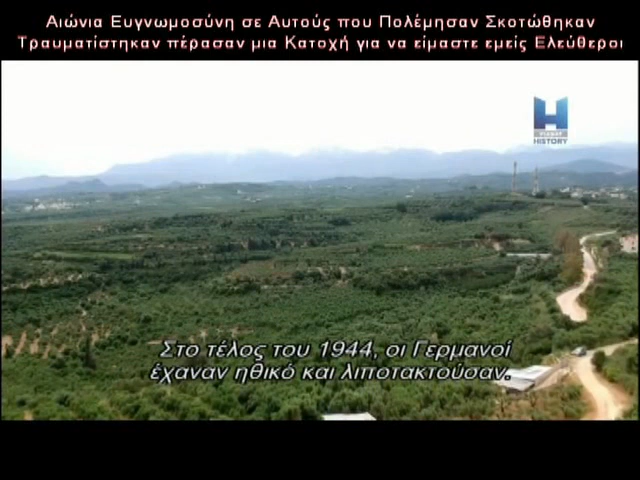 Αιώνια Ευγνωμοσύνη σε Αυτούς που Πολέμησαν Σκοτώθηκαν
Τραυματίστηκαν πέρασαν μια Κατοχή για να είμαστε εμείς Ελεύθεροι
H
VIASAT
HISTORY
Στο τέλος του 1944, οι Γερμανοί
έχαναν ηθικό και λιποτακτούσαν.